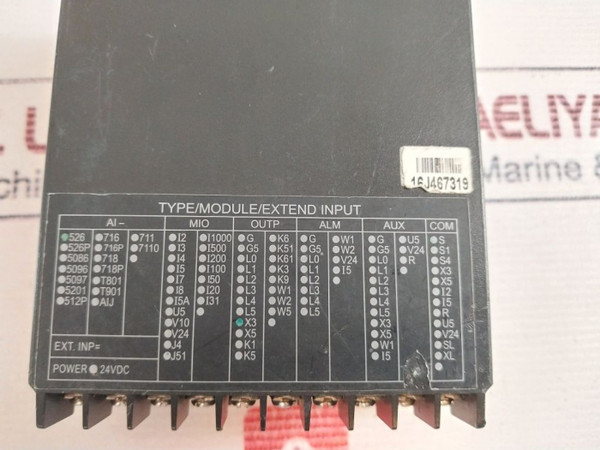 AELIYA
Marine &
16J467319
TYPE/MODULE/EXTEND INPUT
AI – MIO OUTP ALM AUX COM
526 716 711 I2 I1000 G K6 G W1 G U5 S
526P 716P 7110 I3 I500 G5 K51 G5 W2 G5 V24 S1
5086 718 I4 I200 L0 K61 L0 V24 L0 R S4
5096 718P I5 I100 L1 K3 L1 I5 L1 X3
5097 T801 I7 I50 L2 K9 L2 L2 X5
5201 T901 I8 I20 L3 W1 L3 L3 I2
512P AIJ I5A I31 L4 W2 L4 L4 I5
U5 L5 W5 L5 L5 R
V10 X3 X3 U5
V24 X5 X5 V24
EXT. INP= J4 K1 W1 SL
J51 K5 I5 XL
POWER 24VDC